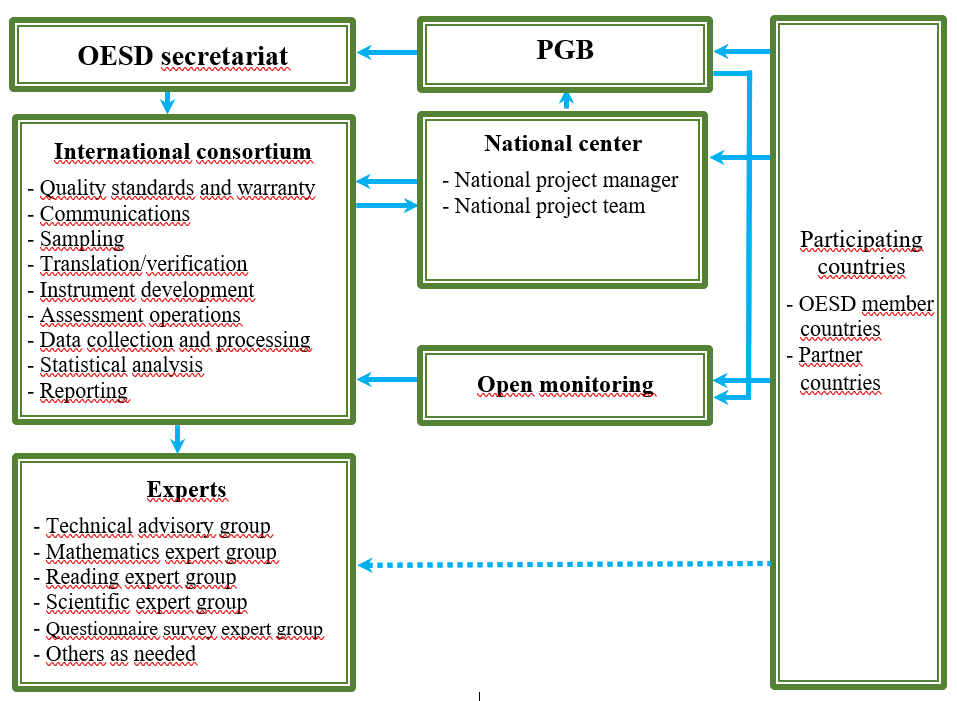 OESD secretariat
PGB
International consortium
- Quality standards and warranty
- Communications
- Sampling
- Translation/verification
- Instrument development
- Assessment operations
- Data collection and processing
- Statistical analysis
- Reporting
National center
- National project manager
- National project team
Open monitoring
Experts
- Technical advisory group
- Mathematics expert group
- Reading expert group
- Scientific expert group
- Questionnaire survey expert group
- Others as needed
Participating
countries
- OESD member
countries
- Partner
countries